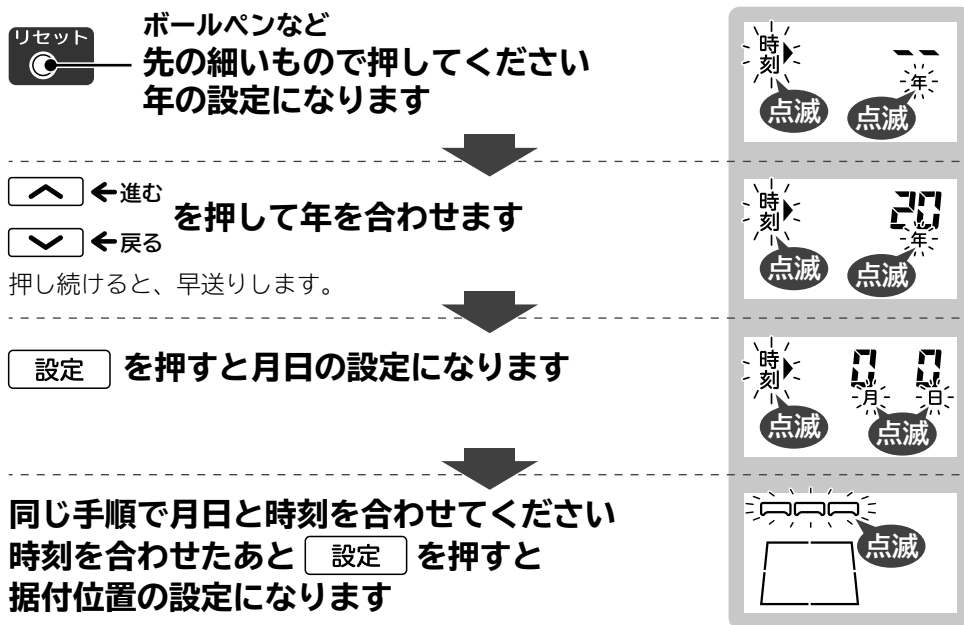 リセット
ボールペンなど
先の細いもので押してください
年の設定になります
時刻
--
年
点滅
点滅
進む
戻る
を押して年を合わせます
押し続けると、早送りします。
時刻
20
年
点滅
点滅
設定 を押すと月日の設定になります
時刻
0 0
月 日
点滅
点滅
同じ手順で月日と時刻を合わせてください
時刻を合わせたあと 設定 を押すと
据付位置の設定になります
点滅